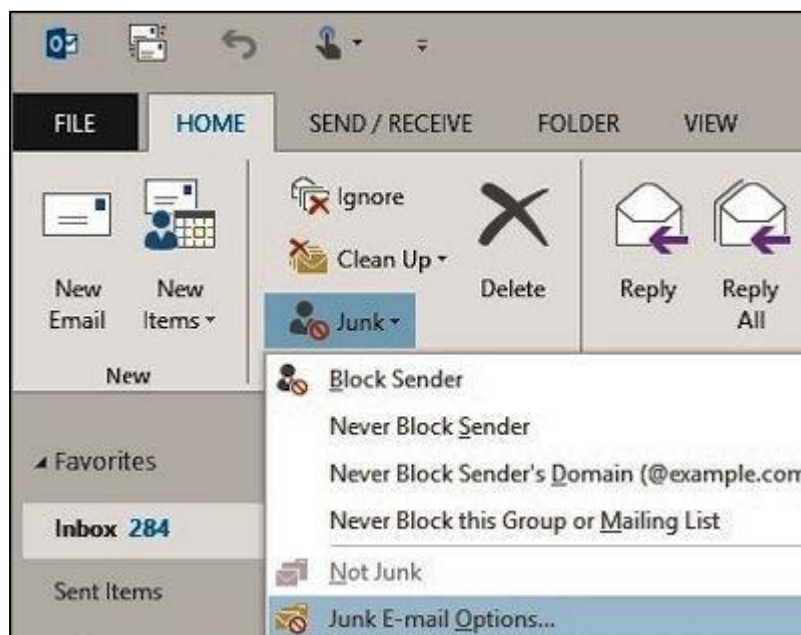 FILE HOME SEND / RECEIVE FOLDER VIEW
Ignore
Clean Up
Junk
Delete
New Email
New Items
Reply
Reply All
New
Block Sender
Never Block Sender
Never Block Sender's Domain (@example.com
Never Block this Group or Mailing List
Not Junk
Junk E-mail Options...
Favorites
Inbox 284
Sent Items